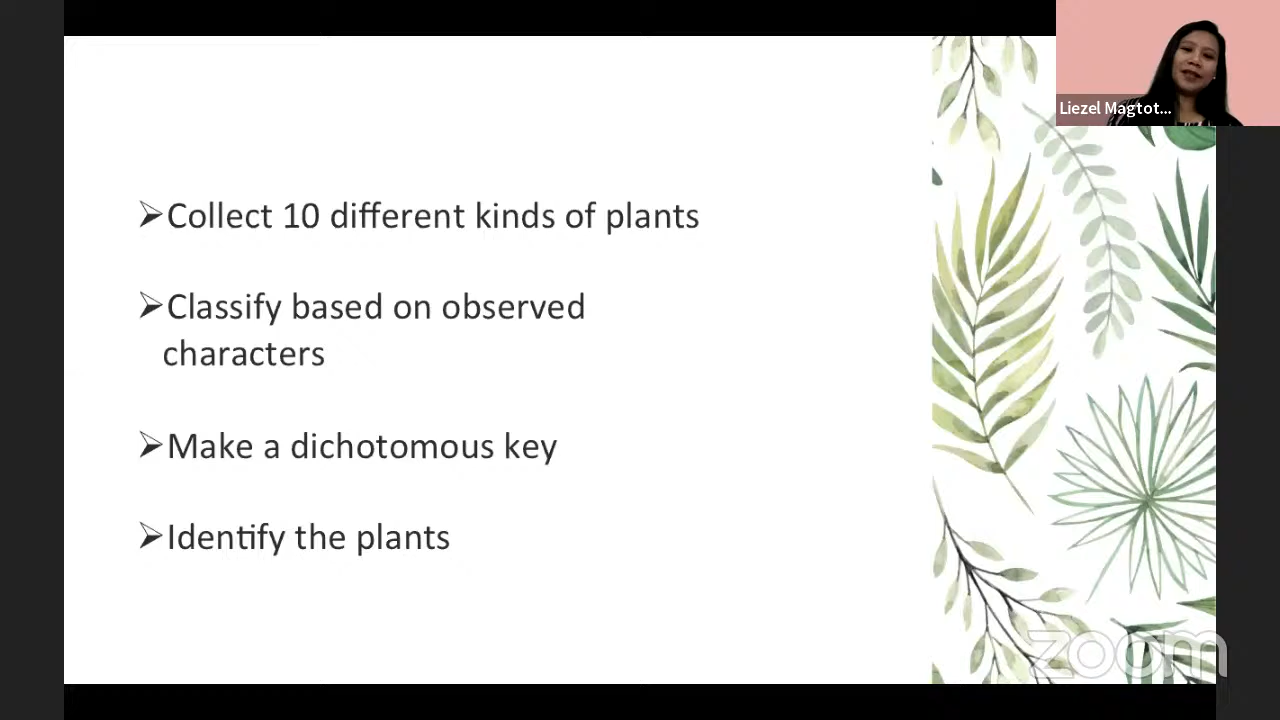 Liezel Magtot...
➢Collect 10 different kinds of plants
➢Classify based on observed
characters
➢Make a dichotomous key
➢Identify the plants
zoom